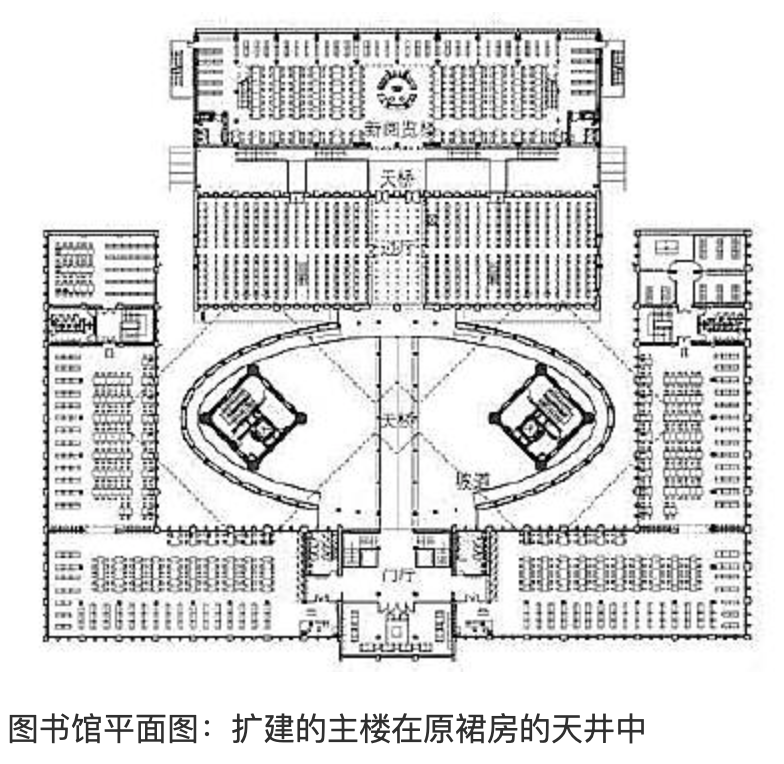 新阅览楼
天桥
过厅
天桥
坡道
门厅
图书馆平面图：扩建的主楼在原裙房的天井中